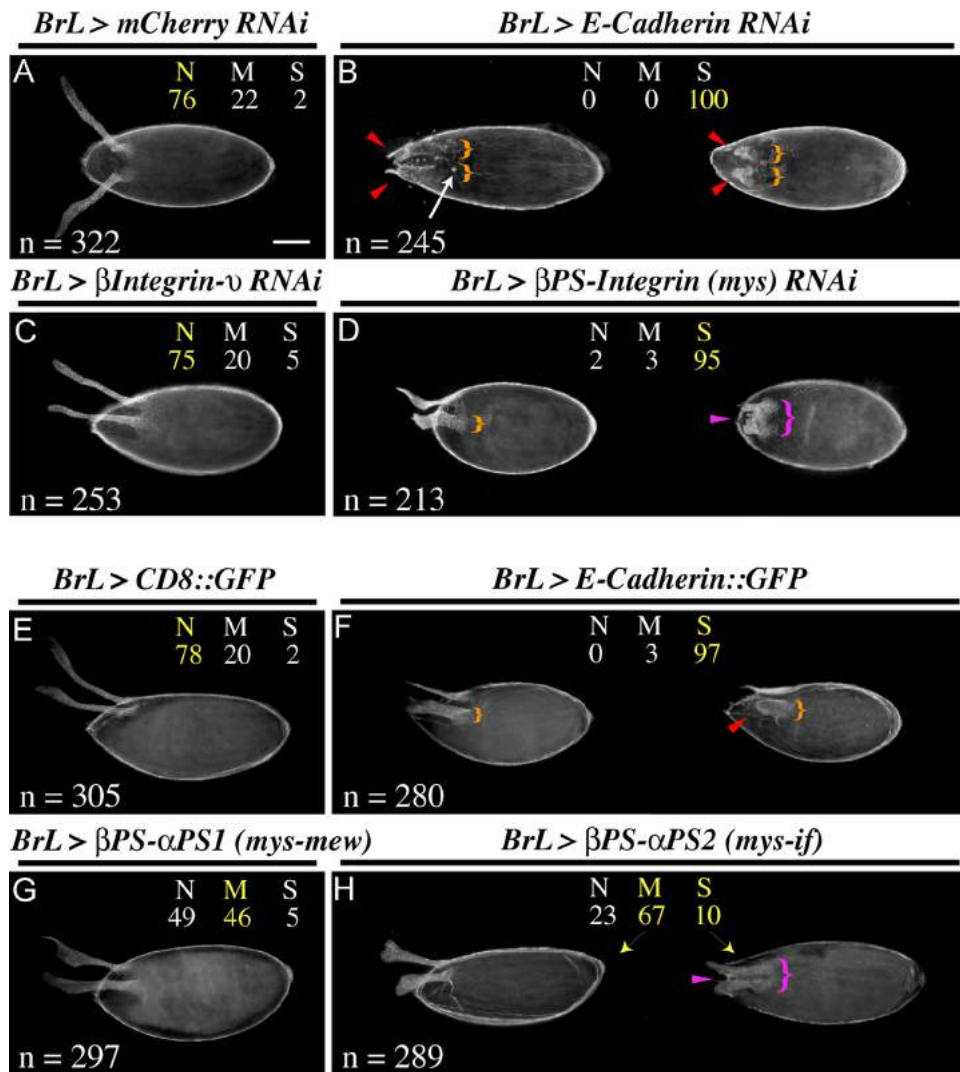 BrL > mCherry RNAi
BrL > E-Cadherin RNAi
A
N M S
76 22 2
n = 322
B
N M S
0 0 100
n = 245
BrL > βIntegrin-υ RNAi
BrL > βPS-Integrin (mys) RNAi
C
N M S
75 20 5
n = 253
D
N M S
2 3 95
n = 213
BrL > CD8::GFP
BrL > E-Cadherin::GFP
E
N M S
78 20 2
n = 305
F
N M S
0 3 97
n = 280
BrL > βPS-αPS1 (mys-mew)
BrL > βPS-αPS2 (mys-if)
G
N M S
49 46 5
n = 297
H
N M S
23 67 10
n = 289